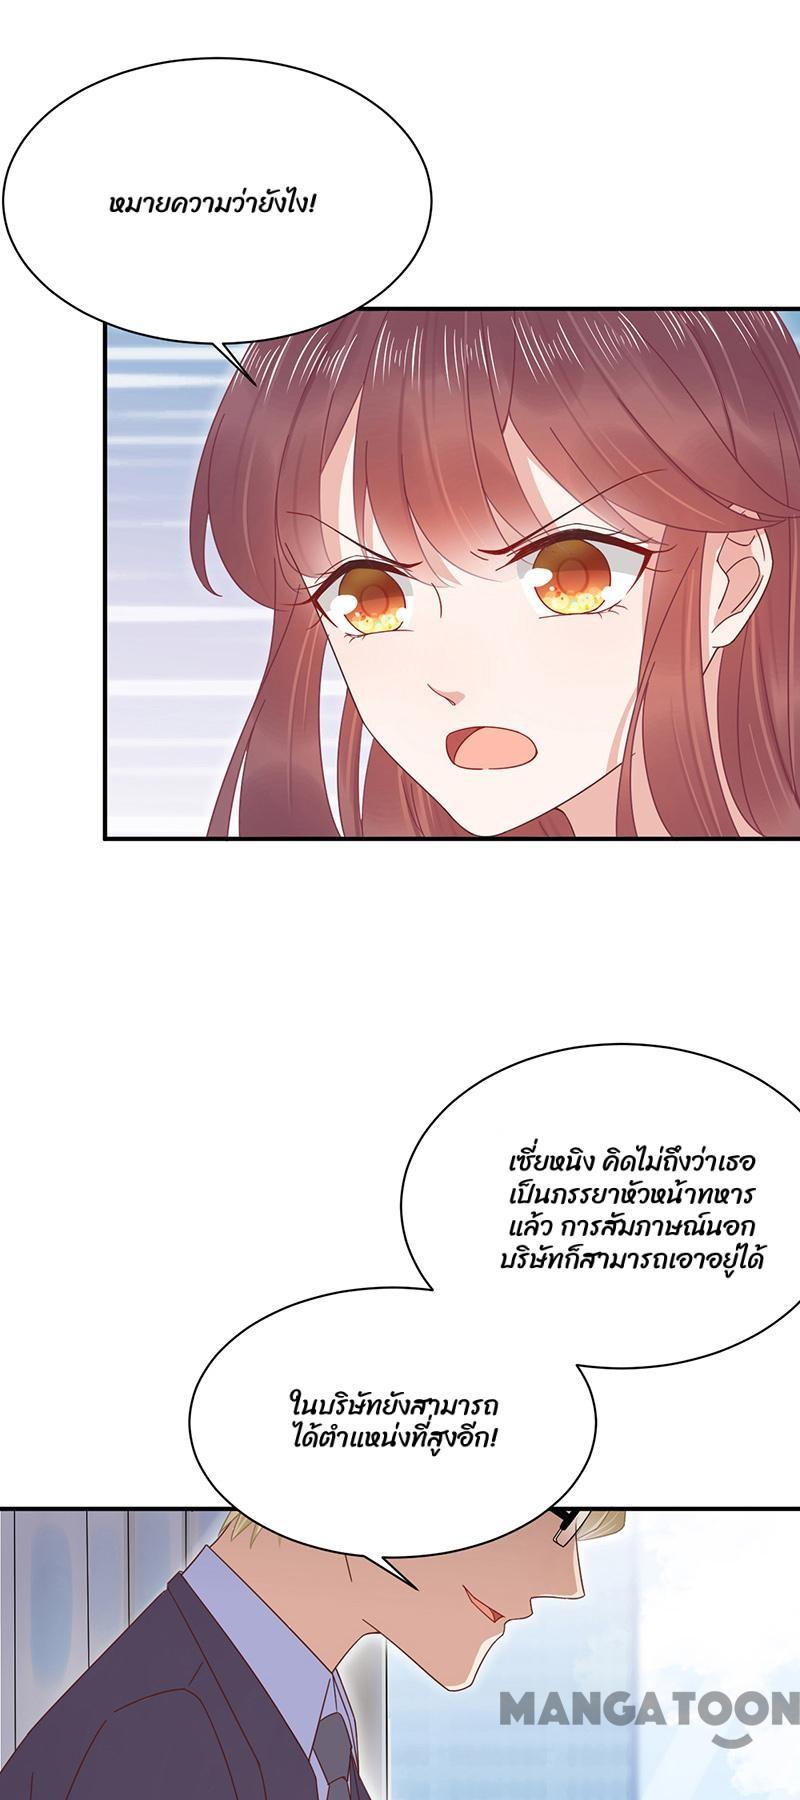 หมายความว่ายังไง!
เซี่ยหนิง คิดไม่ถึงว่าเธอ
เป็นภรรยาหัวหน้าทหาร
แล้ว การสัมภาษณ์นอก
บริษัทก็สามารถเอาอยู่ได้
ในบริษัทยังสามารถ
ได้ตำแหน่งที่สูงอีก!
MANGATOON